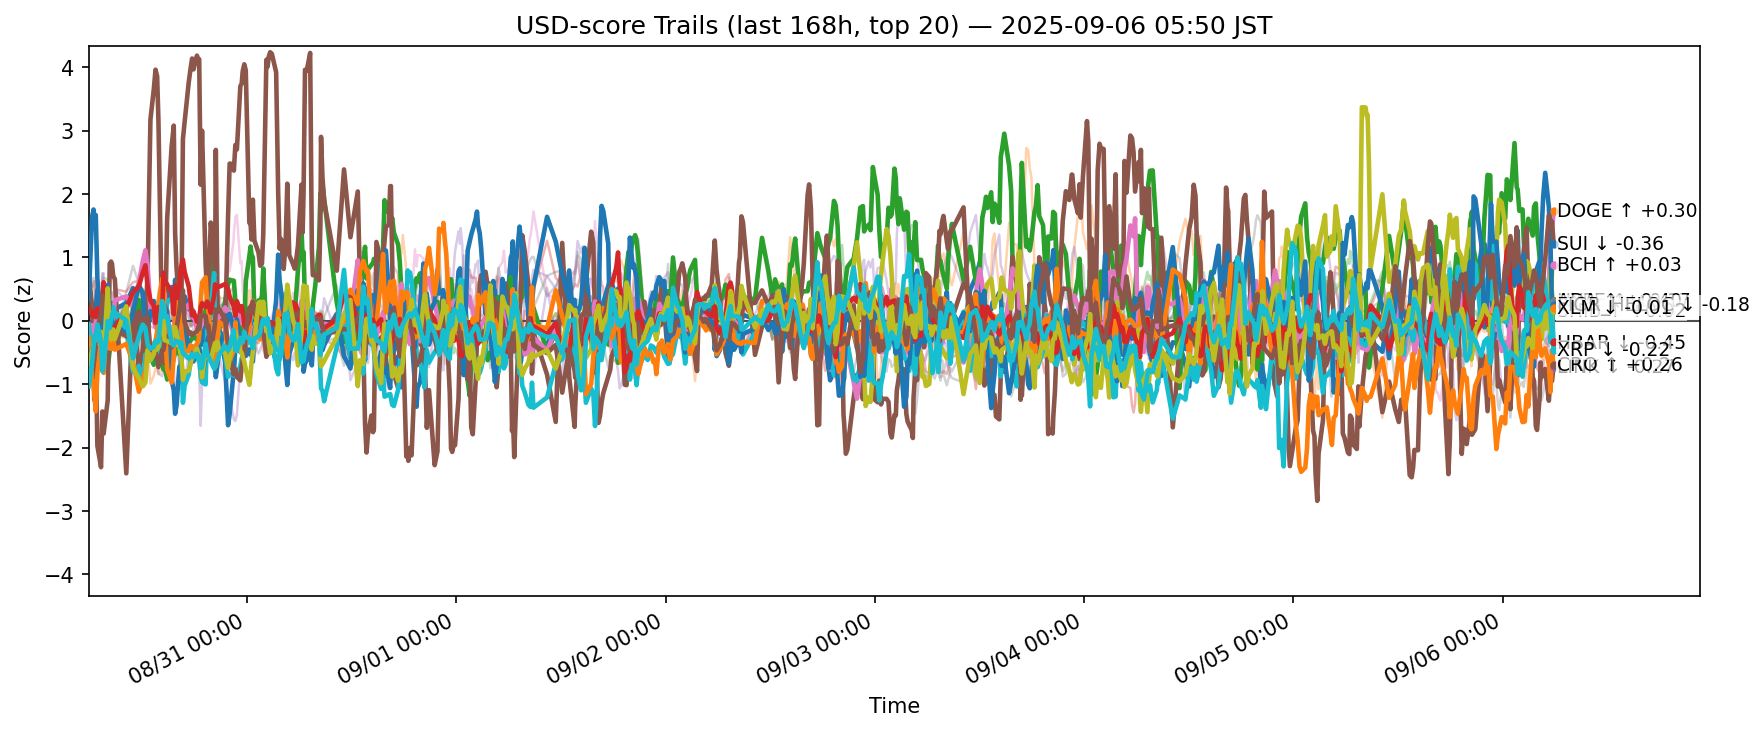 USD-score Trails (last 168h, top 20) — 2025-09-06 05:50 JST
Score (z)
4
3
2
1
0
−1
−2
−3
−4
DOGE ↑ +0.30
SUI ↓ -0.36
BCH ↑ +0.03
↓ -0.18
XLM ↓ -0.01
XRP ↓ -0.22
CRO ↑ +0.26
08/31 00:00
09/01 00:00
09/02 00:00
09/03 00:00
09/04 00:00
09/05 00:00
09/06 00:00
Time